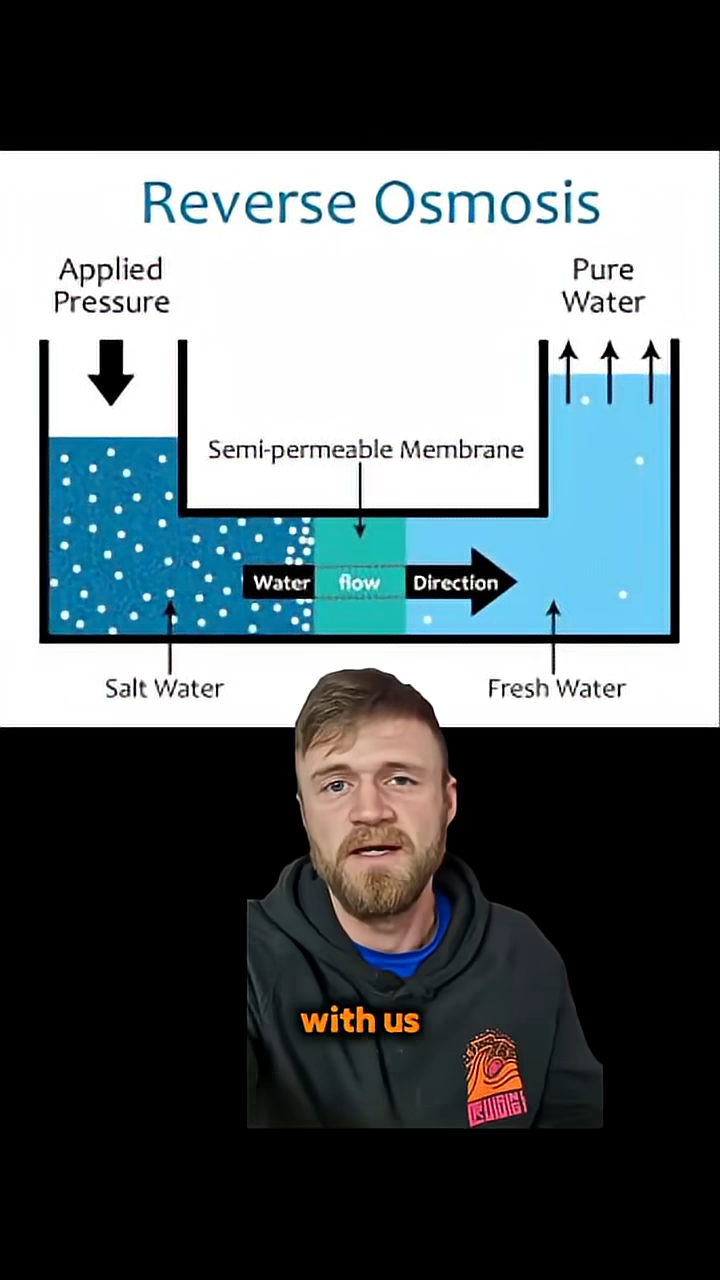 Reverse Osmosis
Applied
Pressure
Pure
Water
Semi-permeable Membrane
Water flow Direction
Salt Water
Fresh Water
with us